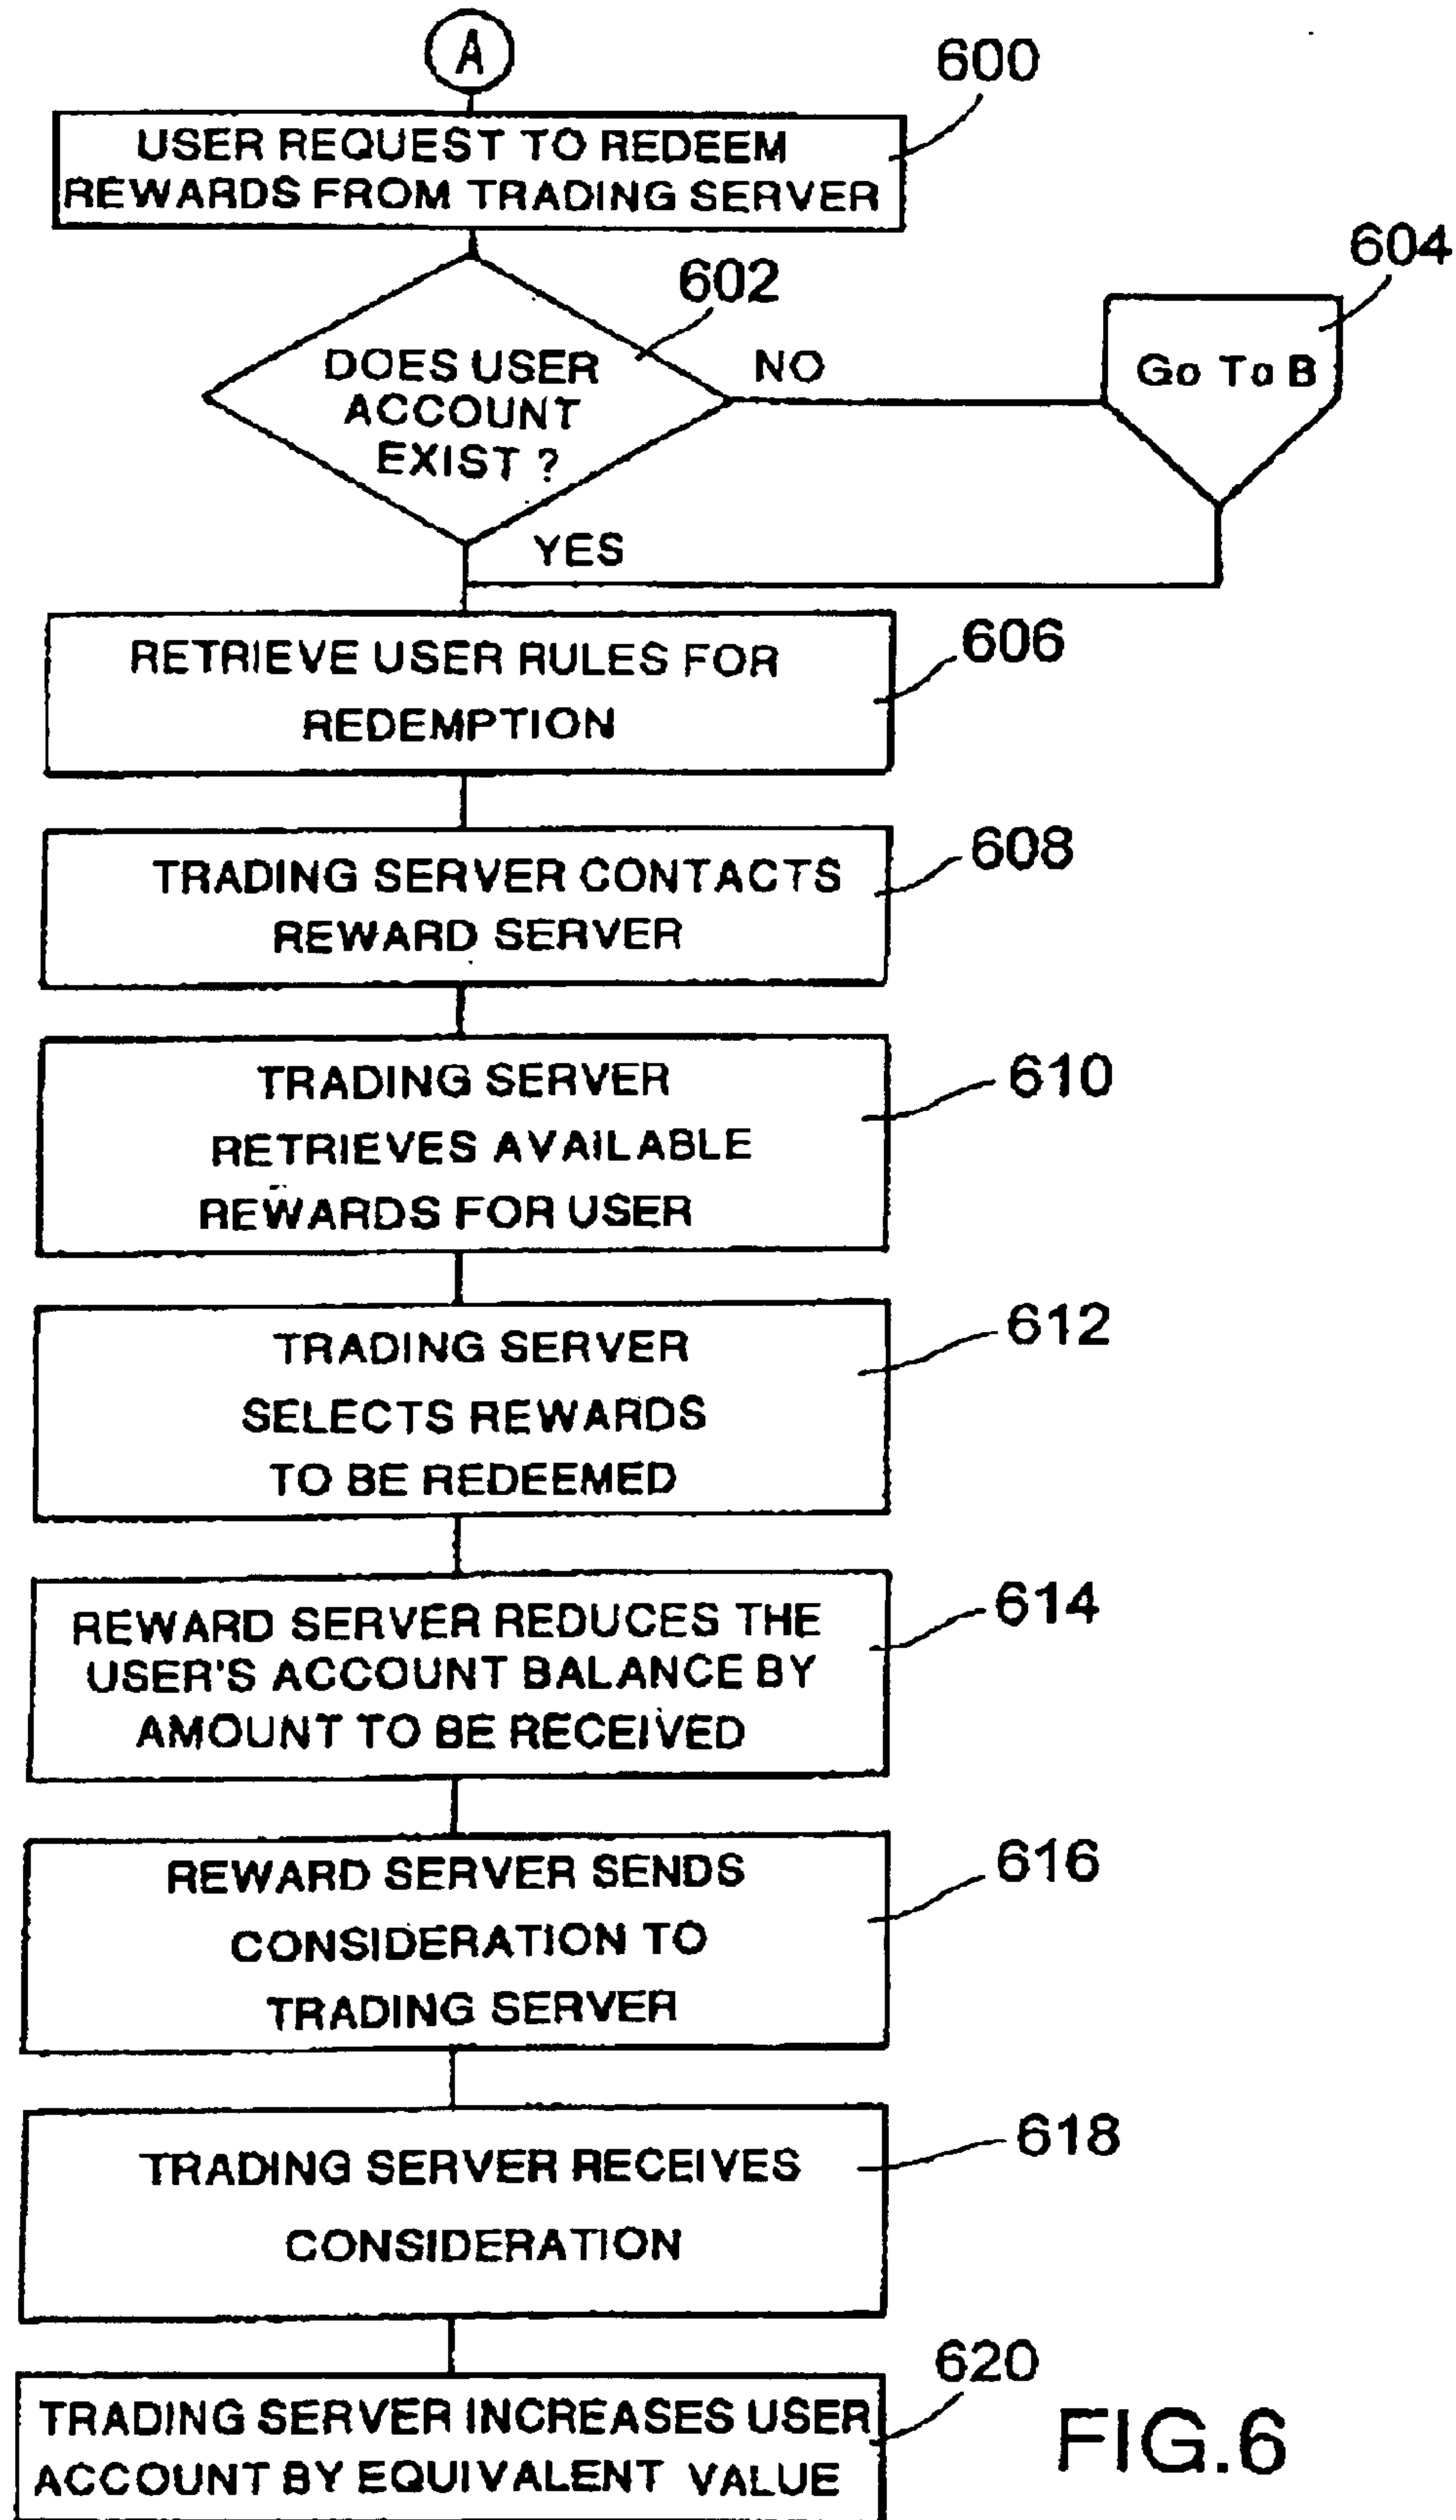 A
600
USER REQUEST TO REDEEM
REWARDS FROM TRADING SERVER
602
604
DOES USER
ACCOUNT
EXIST ?
NO
Go To B
YES
RETRIEVE USER RULES FOR
REDEMPTION
606
TRADING SERVER CONTACTS
REWARD SERVER
608
TRADING SERVER
RETRIEVES AVAILABLE
REWARDS FOR USER
610
TRADING SERVER
SELECTS REWARDS
TO BE REDEEMED
612
REWARD SERVER REDUCES THE
USER'S ACCOUNT BALANCE BY
AMOUNT TO BE RECEIVED
614
REWARD SERVER SENDS
CONSIDERATION TO
TRADING SERVER
616
TRADING SERVER RECEIVES
CONSIDERATION
618
TRADING SERVER INCREASES USER
ACCOUNT BY EQUIVALENT VALUE
620
FIG.6